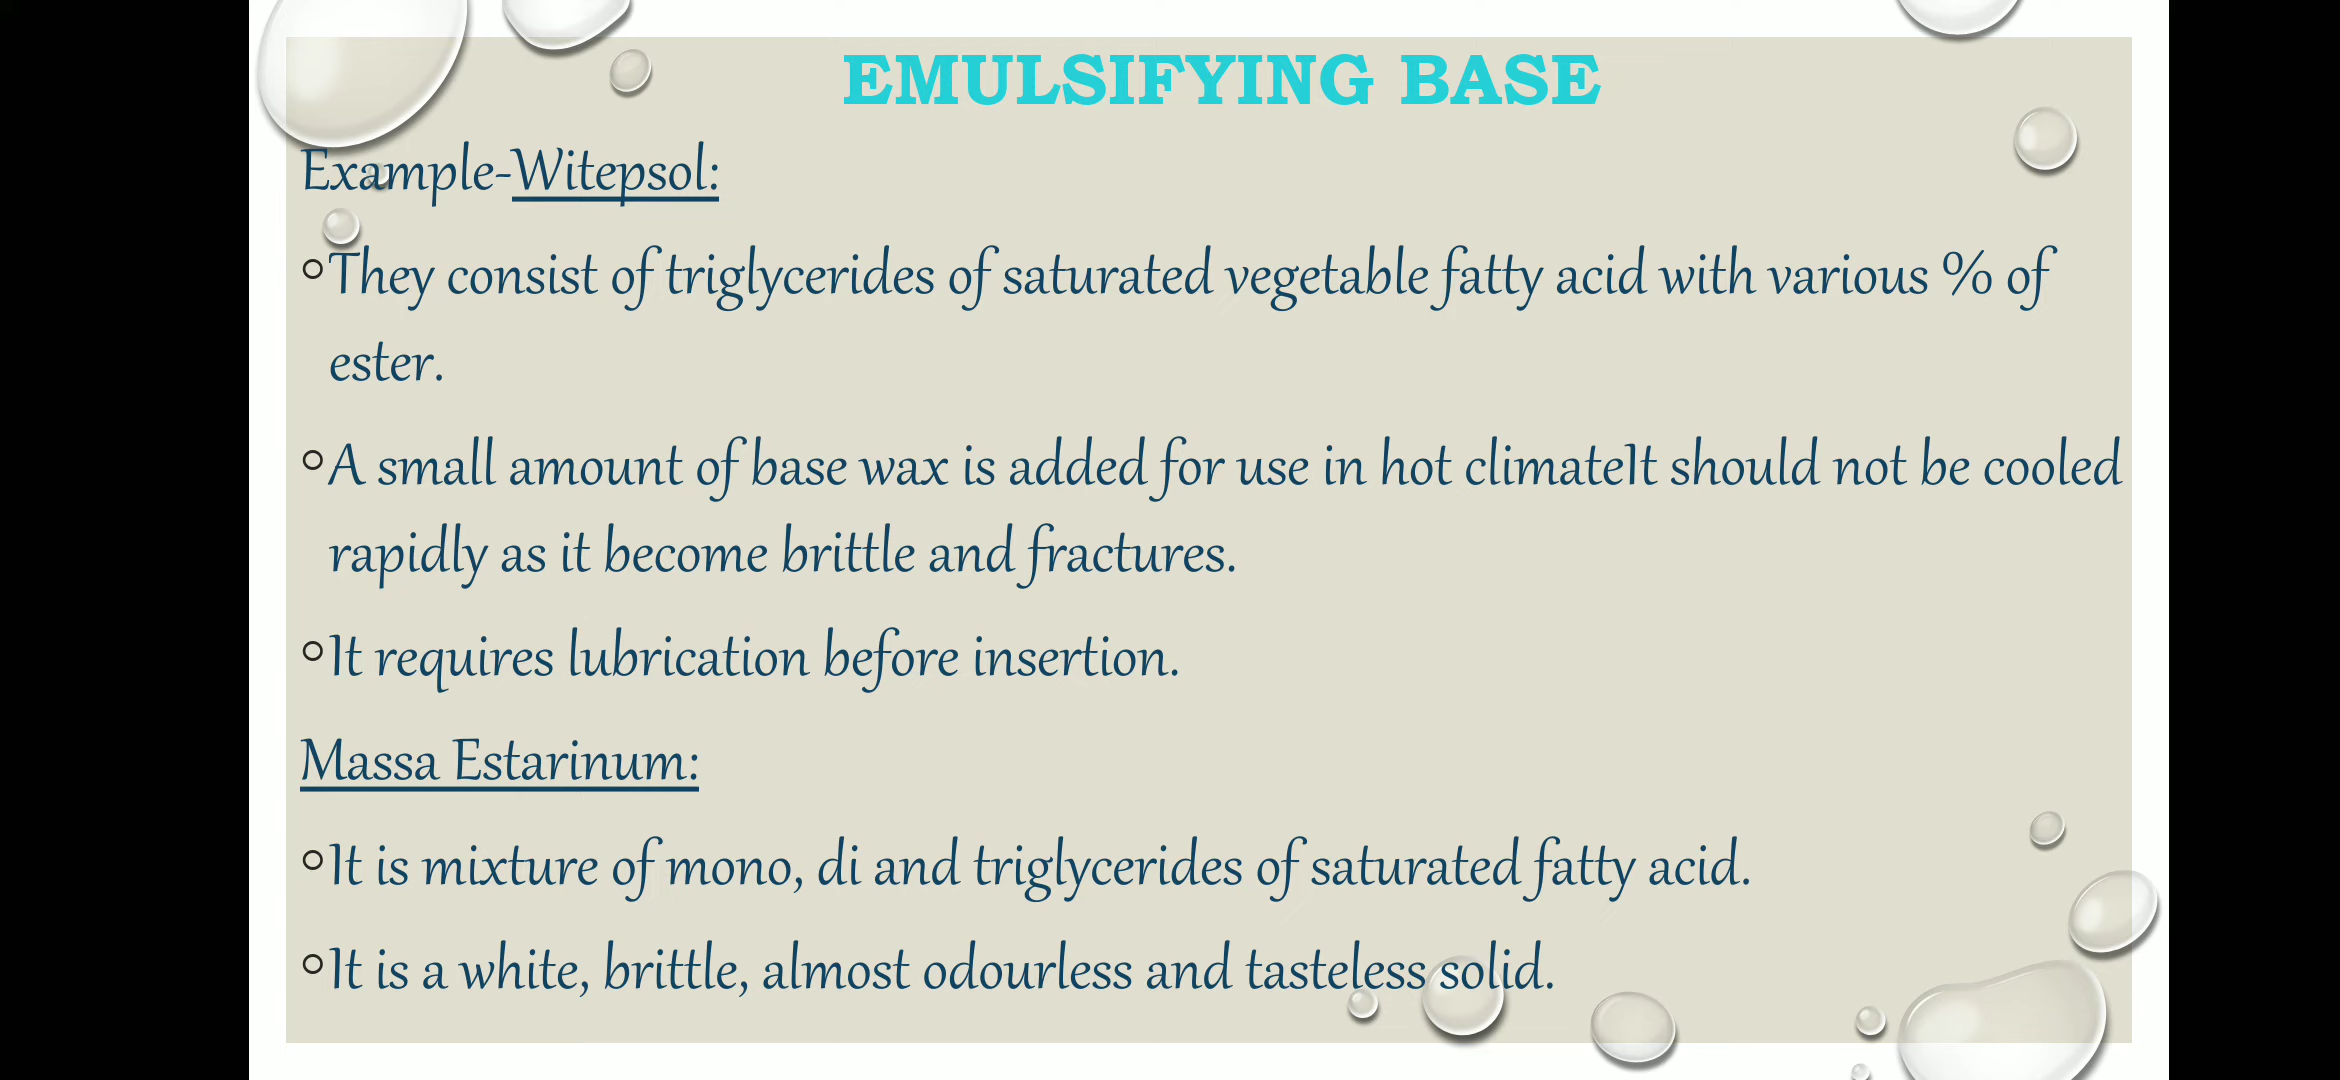 EMULSIFYING BASE
Example-Witepsol:
They consist of triglycerides of saturated vegetable fatty acid with various % of
ester.
A small amount of base wax is added for use in hot climateIt should not be cooled
rapidly as it become brittle and fractures.
It requires lubrication before insertion.
Massa Estarinum:
It is mixture of mono, di and triglycerides of saturated fatty acid.
It is a white, brittle, almost odourless and tasteless solid.